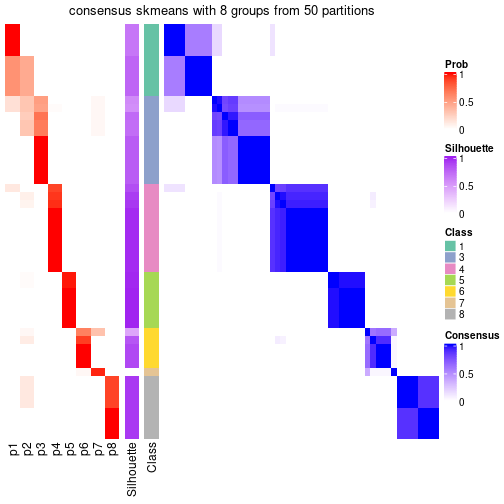 consensus skmeans with 8 groups from 50 partitions
Prob
1
0.5
0
Silhouette
1
0.5
0
Class
1
3
4
5
6
7
8
Consensus
1
0.5
0
p1
p2
p3
p4
p5
p6
p7
p8
Silhouette
Class